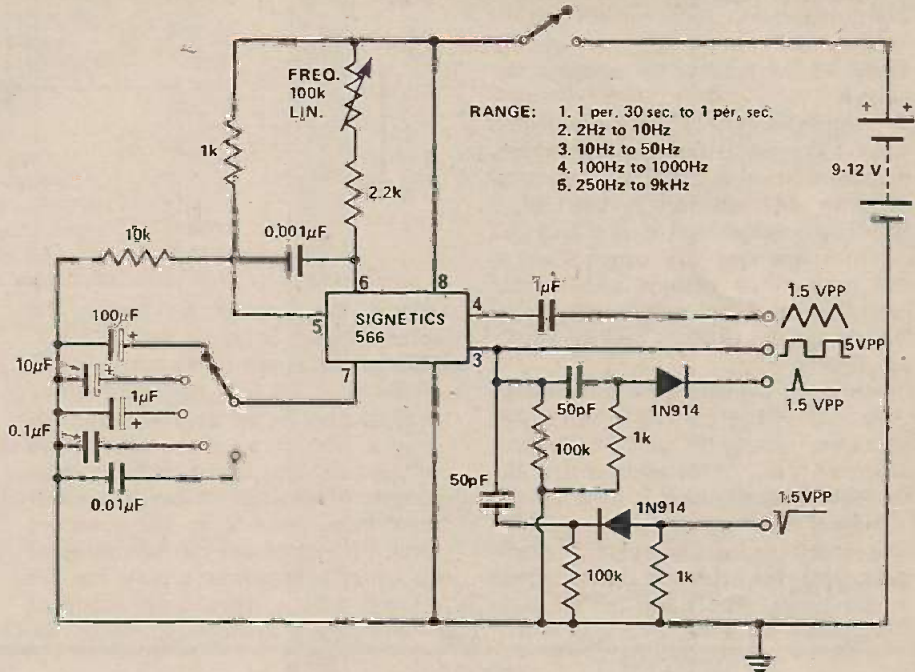 FREQ.
100k
LIN.
RANGE: 1. 1 per. 30 sec. to 1 per. sec.
2. 2Hz to 10Hz
3. 10Hz to 50Hz
4. 100Hz to 1000Hz
5. 250Hz to 9kHz
1k
2.2k
+ +
9-12 V
10k
0.001µF
6
8
5
SIGNETICS
566
4
3
7
1µF
1.5 VPP
5VPP
1.5 VPP
100µF
+
10µF
+
1µF
+
0.1µF
0.01µF
50pF
1N914
100k
1k
50pF
1N914
1.5VPP
100k
1k